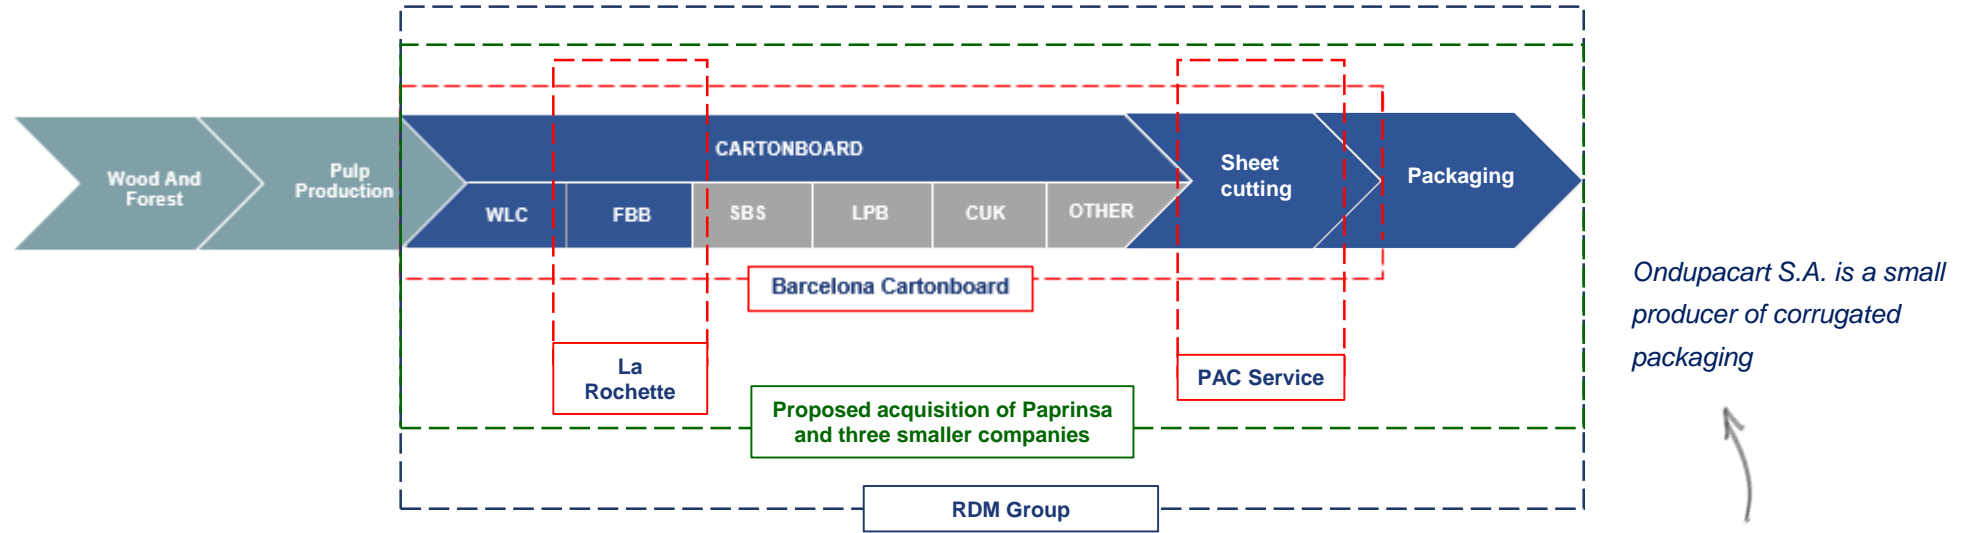 Wood And
Forest
Pulp
Production
CARTONBOARD
WLC
FBB
SBS
LPB
CUK
OTHER
Sheet
cutting
Packaging
Barcelona Cartonboard
La
Rochette
PAC Service
Proposed acquisition of Paprinsa
and three smaller companies
RDM Group
Ondupacart S.A. is a small
producer of corrugated
packaging